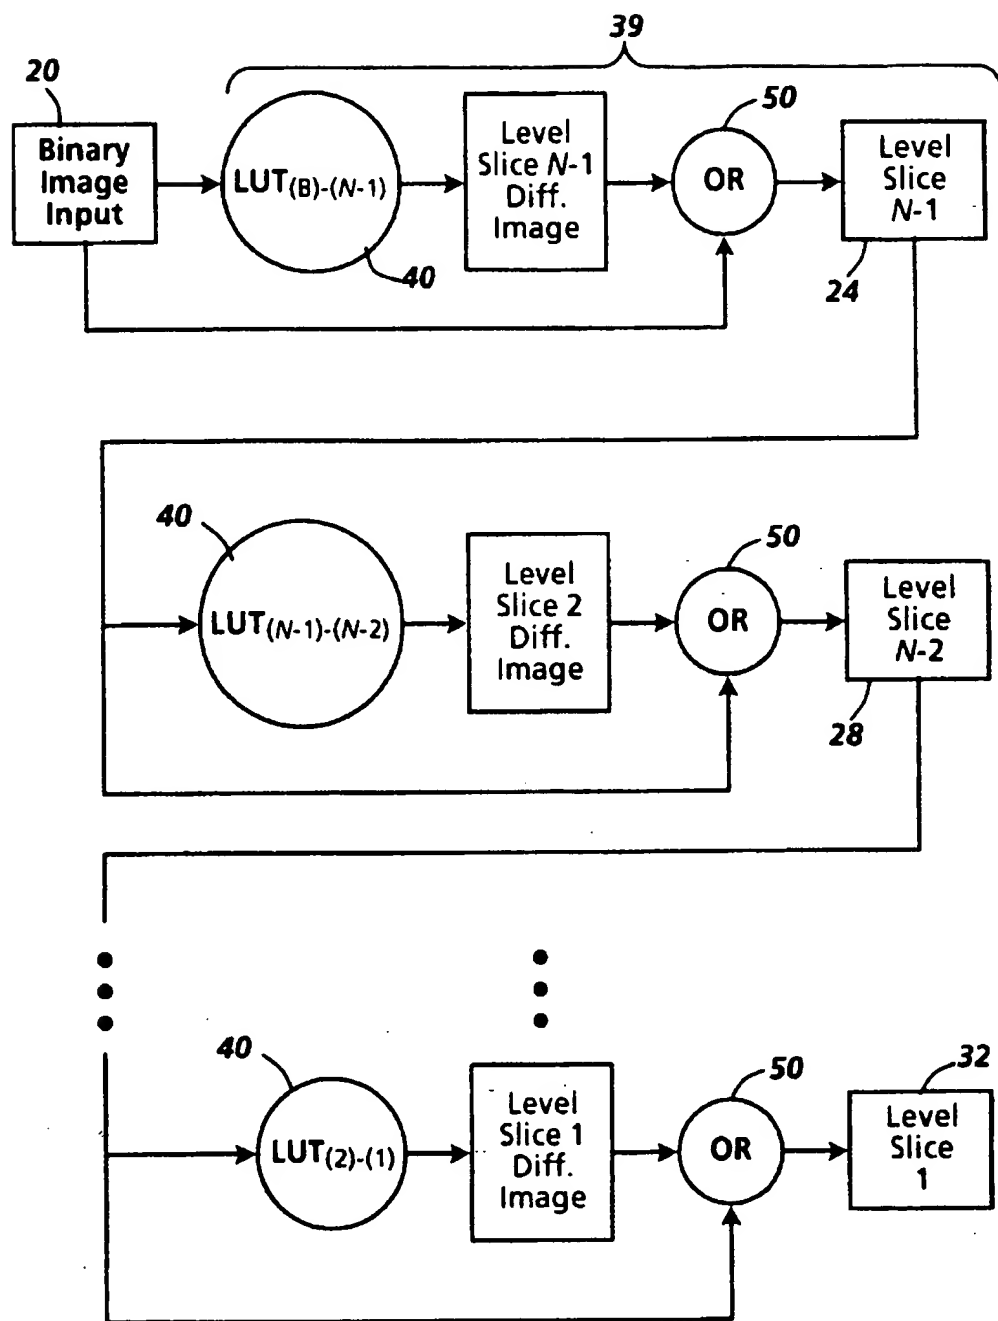 39
20
50
Binary
Image
Input
LUT(B)-(N-1)
Level
Slice N-1
Diff.
Image
OR
Level
Slice
N-1
40
24
40
50
LUT(N-1)-(N-2)
Level
Slice 2
Diff.
Image
OR
Level
Slice
N-2
28
40
50
32
LUT(2)-(1)
Level
Slice 1
Diff.
Image
OR
Level
Slice
1